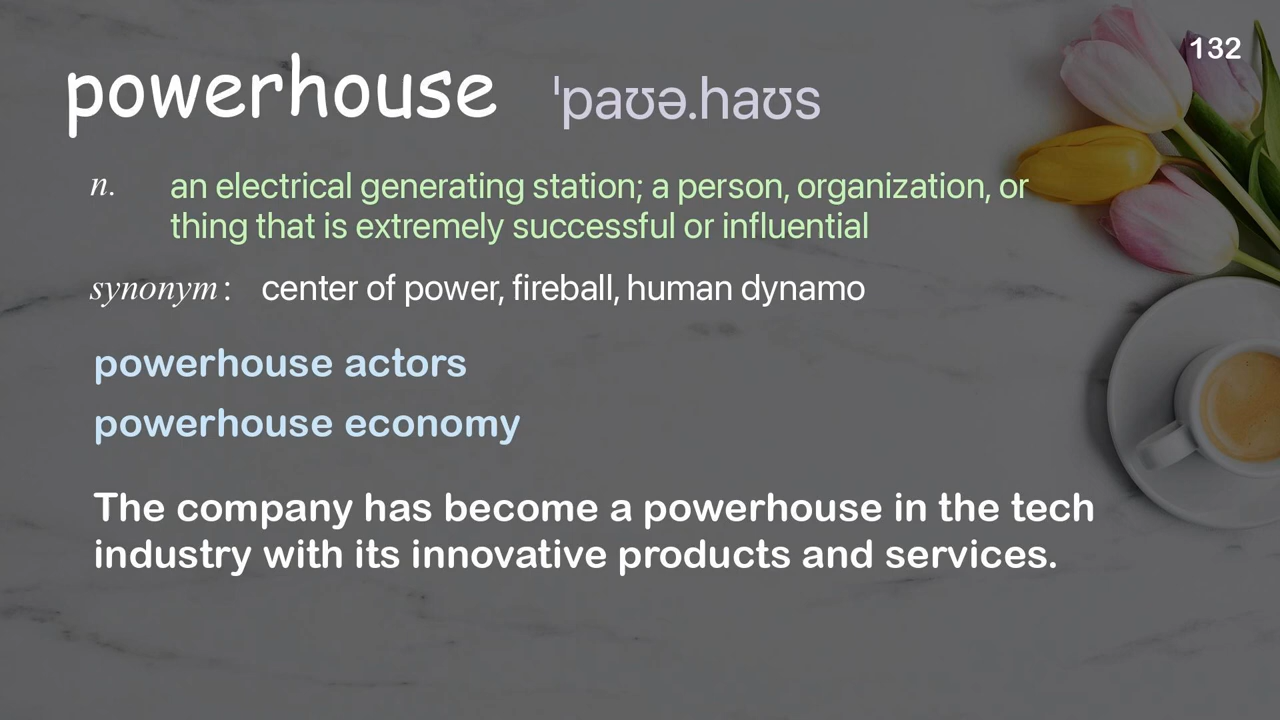 132
powerhouse ˈpaʊə.haʊs
n. an electrical generating station; a person, organization, or
thing that is extremely successful or influential
synonym: center of power, fireball, human dynamo
powerhouse actors
powerhouse economy
The company has become a powerhouse in the tech
industry with its innovative products and services.